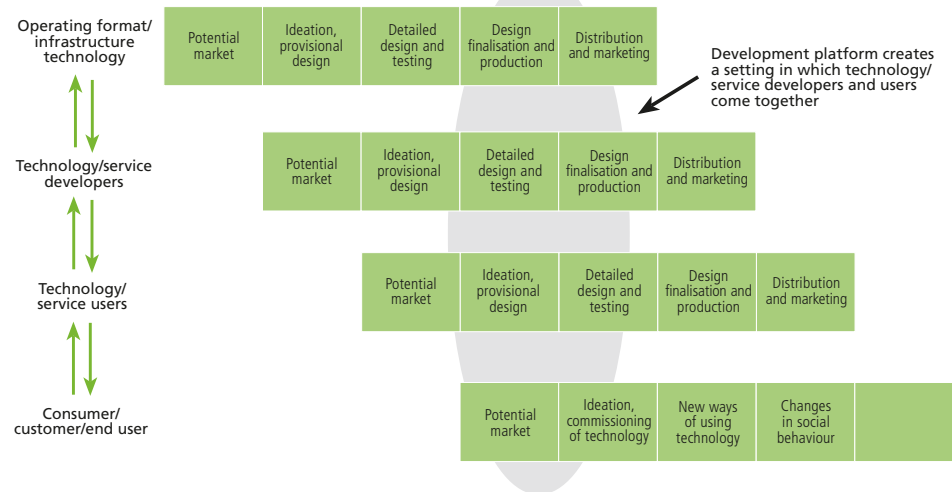 Operating format/
infrastructure
technology
Potential
market
Ideation,
provisional
design
Detailed
design and
testing
Design
finalisation and
production
Distribution
and marketing
Development platform creates
a setting in which technology/
service developers and users
come together
Technology/service
developers
Potential
market
Ideation,
provisional
design
Detailed
design and
testing
Design
finalisation and
production
Distribution
and marketing
Technology/
service users
Potential
market
Ideation,
provisional
design
Detailed
design and
testing
Design
finalisation and
production
Distribution
and marketing
Consumer/
customer/end user
Potential
market
Ideation,
commissioning
of technology
New ways
of using
technology
Changes
in social
behaviour